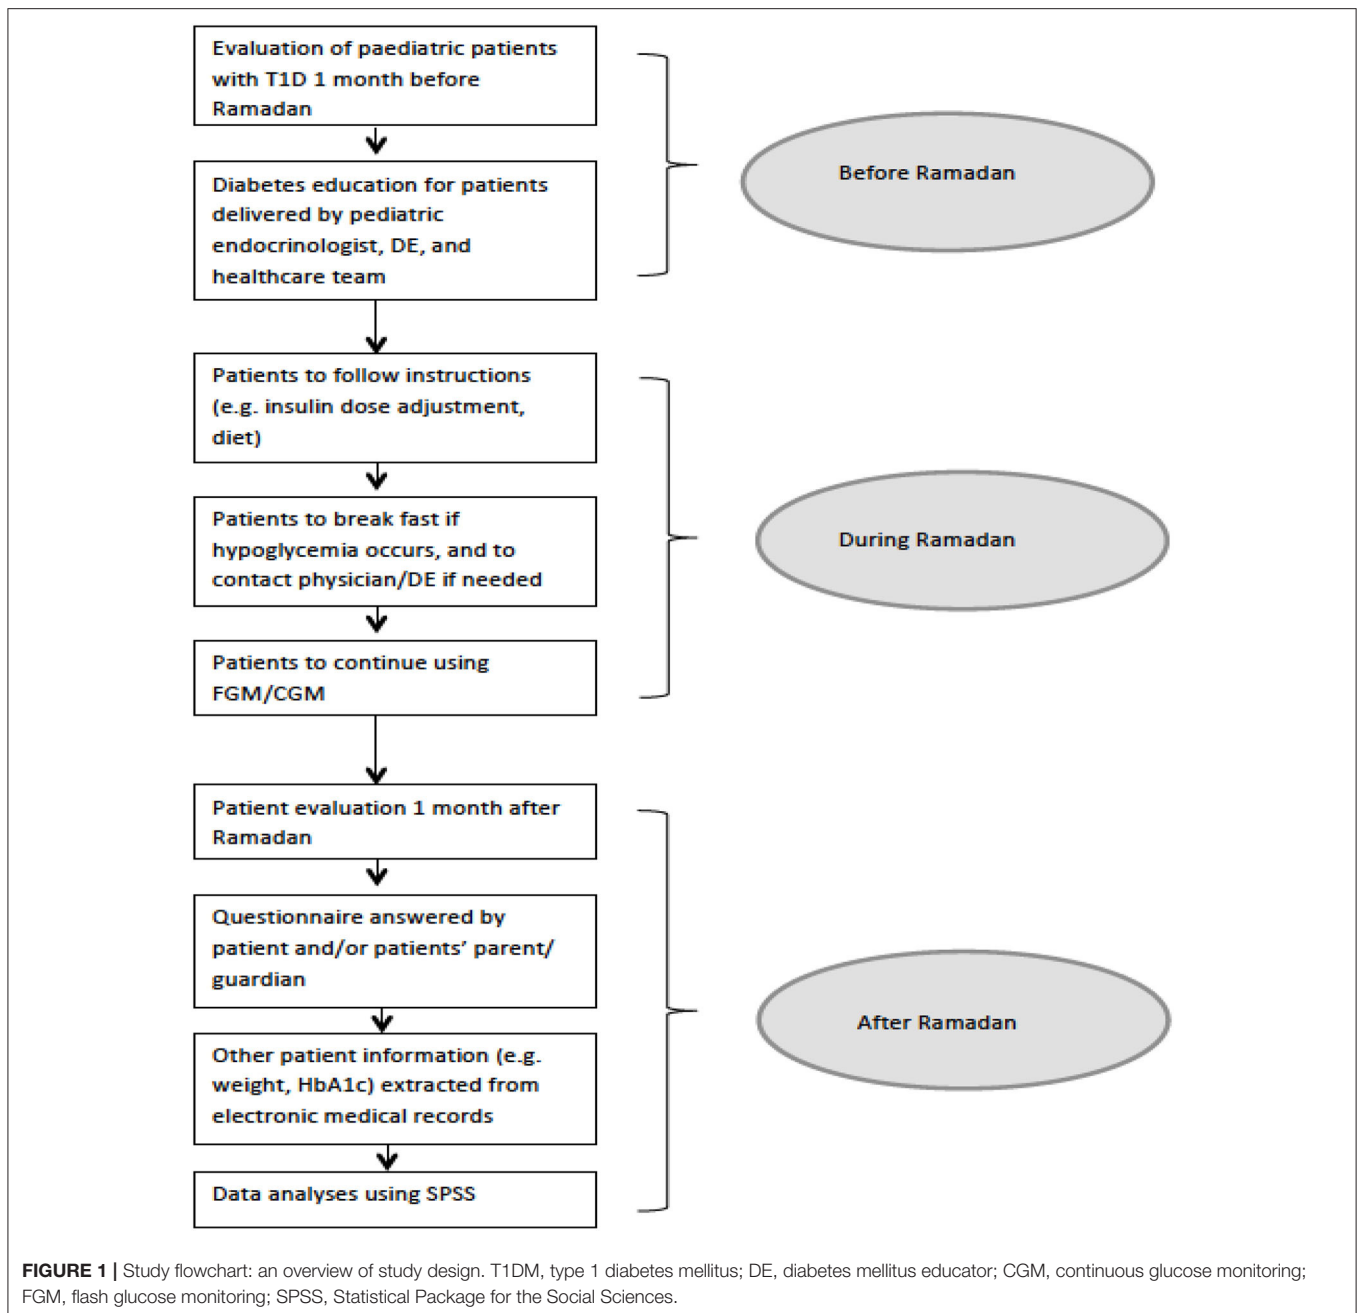 Evaluation of paediatric patients
with T1D 1 month before
Ramadan
Diabetes education for patients
delivered by pediatric
endocrinologist, DE, and
healthcare team
Before Ramadan
Patients to follow instructions
(e.g. insulin dose adjustment,
diet)
Patients to break fast if
hypoglycemia occurs, and to
contact physician/DE if needed
Patients to continue using
FGM/CGM
During Ramadan
Patient evaluation 1 month after
Ramadan
Questionnaire answered by
patient and/or patients’ parent/
guardian
Other patient information (e.g.
weight, HbA1c) extracted from
electronic medical records
Data analyses using SPSS
After Ramadan
FIGURE 1 | Study flowchart: an overview of study design. T1DM, type 1 diabetes mellitus; DE, diabetes mellitus educator; CGM, continuous glucose monitoring;
FGM, flash glucose monitoring; SPSS, Statistical Package for the Social Sciences.